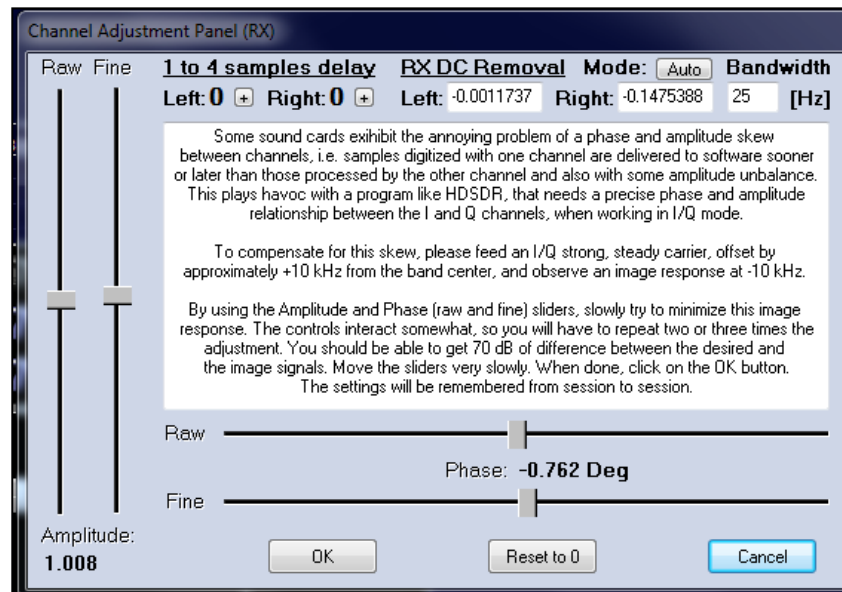 Channel Adjustment Panel (RX)
Raw Fine 1 to 4 samples delay RX DC Removal Mode: Auto Bandwidth
Left: 0 + Right: 0 + Left: -0.0011737 Right: -0.1475388 25 [Hz]
Some sound cards exihibit the annoying problem of a phase and amplitude skew
between channels, i.e. samples digitized with one channel are delivered to software sooner
or later than those processed by the other channel and also with some amplitude unbalance.
This plays havoc with a program like HDSDR, that needs a precise phase and amplitude
relationship between the I and Q channels, when working in I/Q mode.
To compensate for this skew, please feed an I/Q strong, steady carrier, offset by
approximately +10 kHz from the band center, and observe an image response at -10 kHz.
By using the Amplitude and Phase (raw and fine) sliders, slowly try to minimize this image
response. The controls interact somewhat, so you will have to repeat two or three times the
adjustment. You should be able to get 70 dB of difference between the desired and
the image signals. Move the sliders very slowly. When done, click on the OK button.
The settings will be remembered from session to session.
Raw
Phase: -0.762 Deg
Fine
Amplitude:
1.008
OK Reset to 0 Cancel